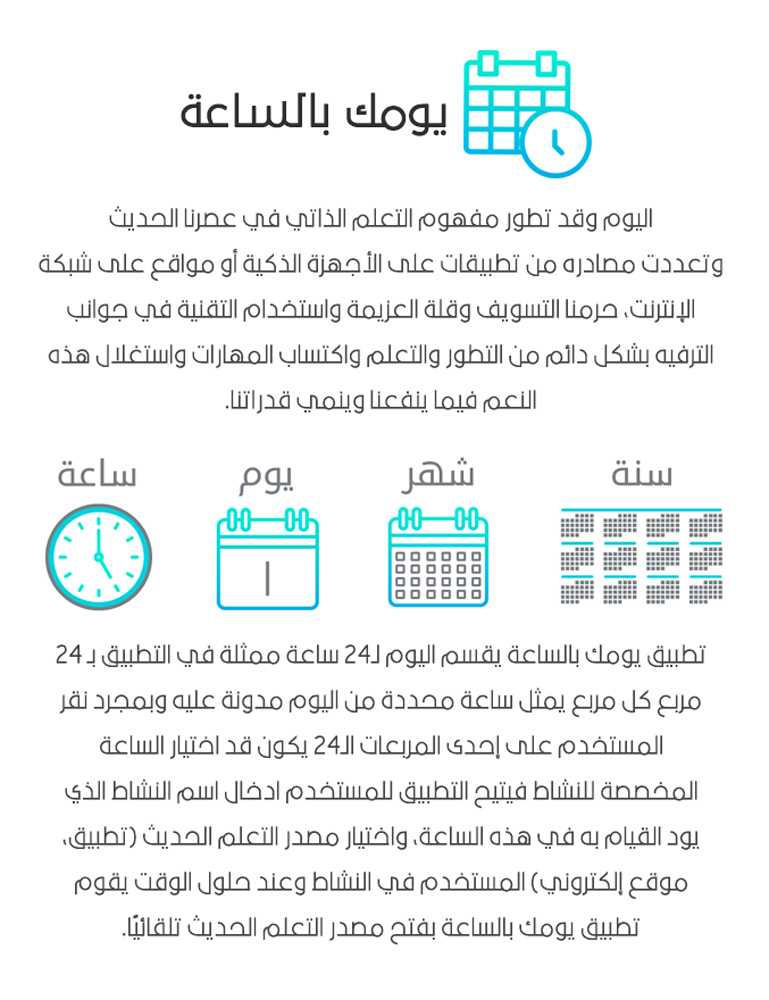 يومك بالساعة
اليوم وقد تطور مفهوم التعلم الذاتي في عصرنا الحديث
وتعددت مصادره من تطبيقات على الأجهزة الذكية أو مواقع على شبكة
الإنترنت، حرمنا التسويف وقلة العزيمة واستخدام التقنية في جوانب
الترفيه بشكل دائم من التطور والتعلم واكتساب المهارات واستغلال هذه
النعم فيما ينفعنا وينمي قدراتنا.
سنة شهر يوم ساعة
تطبيق يومك بالساعة يقسم اليوم لـ24 ساعة ممثلة في التطبيق بـ 24
مربع كل مربع يمثل ساعة محددة من اليوم مدونة عليه وبمجرد نقر
المستخدم على إحدى المربعات الـ24 يكون قد اختيار الساعة
المخصصة للنشاط فيتيح التطبيق للمستخدم ادخال اسم النشاط الذي
يود القيام به في هذه الساعة، واختيار مصدر التعلم الحديث (تطبيق،
موقع إلكتروني) المستخدم في النشاط وعند حلول الوقت يقوم
تطبيق يومك بالساعة بفتح مصدر التعلم الحديث تلقائيًا.